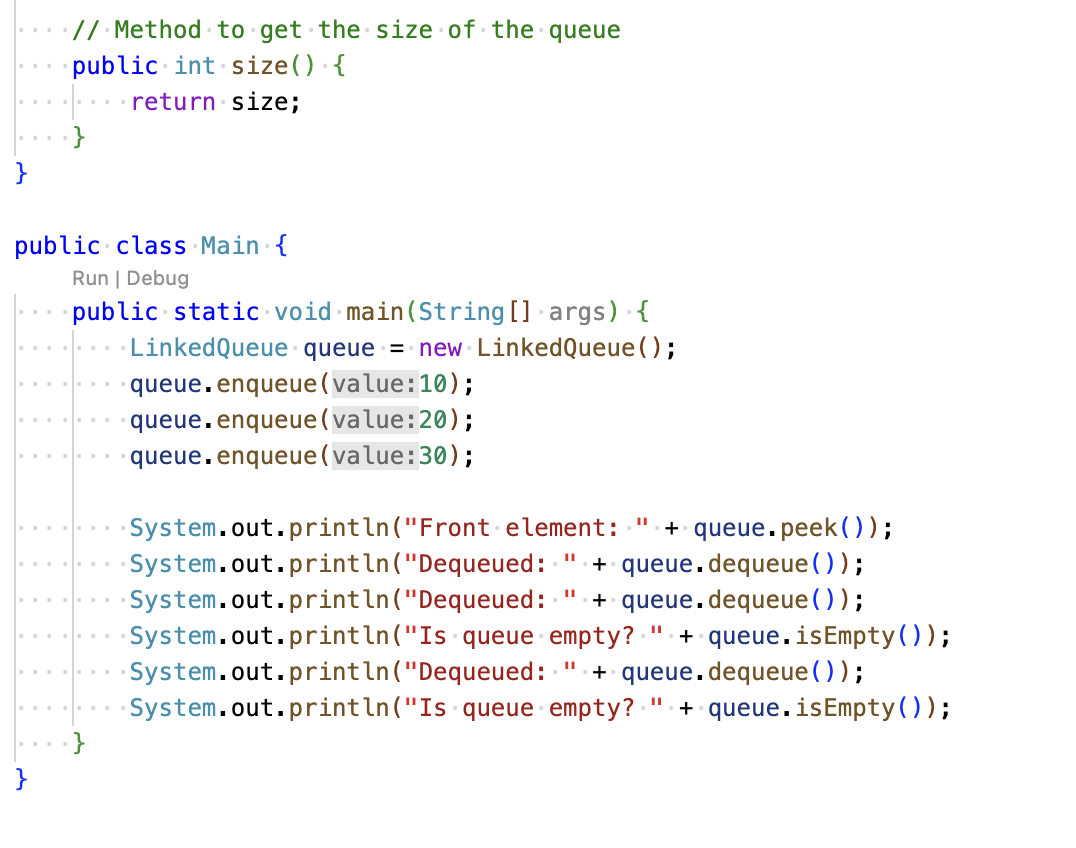 // Method to get the size of the queue
public int size() {
return size;
}
}
public class Main {
Run | Debug
public static void main(String[] args) {
LinkedQueue queue = new LinkedQueue();
queue.enqueue(value:10);
queue.enqueue(value:20);
queue.enqueue(value:30);
System.out.println("Front element: " + queue.peek());
System.out.println("Dequeued: " + queue.dequeue());
System.out.println("Dequeued: " + queue.dequeue());
System.out.println("Is queue empty? " + queue.isEmpty());
System.out.println("Dequeued: " + queue.dequeue());
System.out.println("Is queue empty? " + queue.isEmpty());
}
}